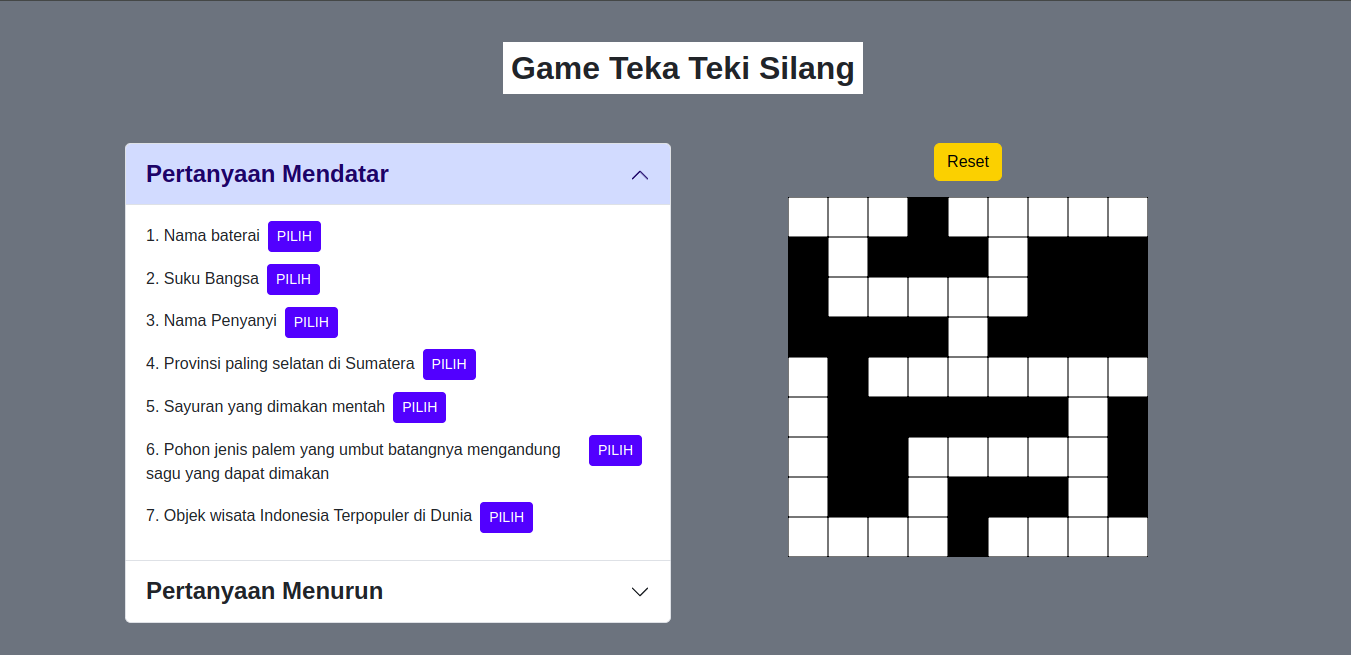 Game Teka Teki Silang
Pertanyaan Mendatar
1. Nama baterai PILIH
2. Suku Bangsa PILIH
3. Nama Penyanyi PILIH
4. Provinsi paling selatan di Sumatera PILIH
5. Sayuran yang dimakan mentah PILIH
6. Pohon jenis palem yang umbut batangnya mengandung PILIH
sagu yang dapat dimakan
7. Objek wisata Indonesia Terpopuler di Dunia PILIH
Pertanyaan Menurun
Reset